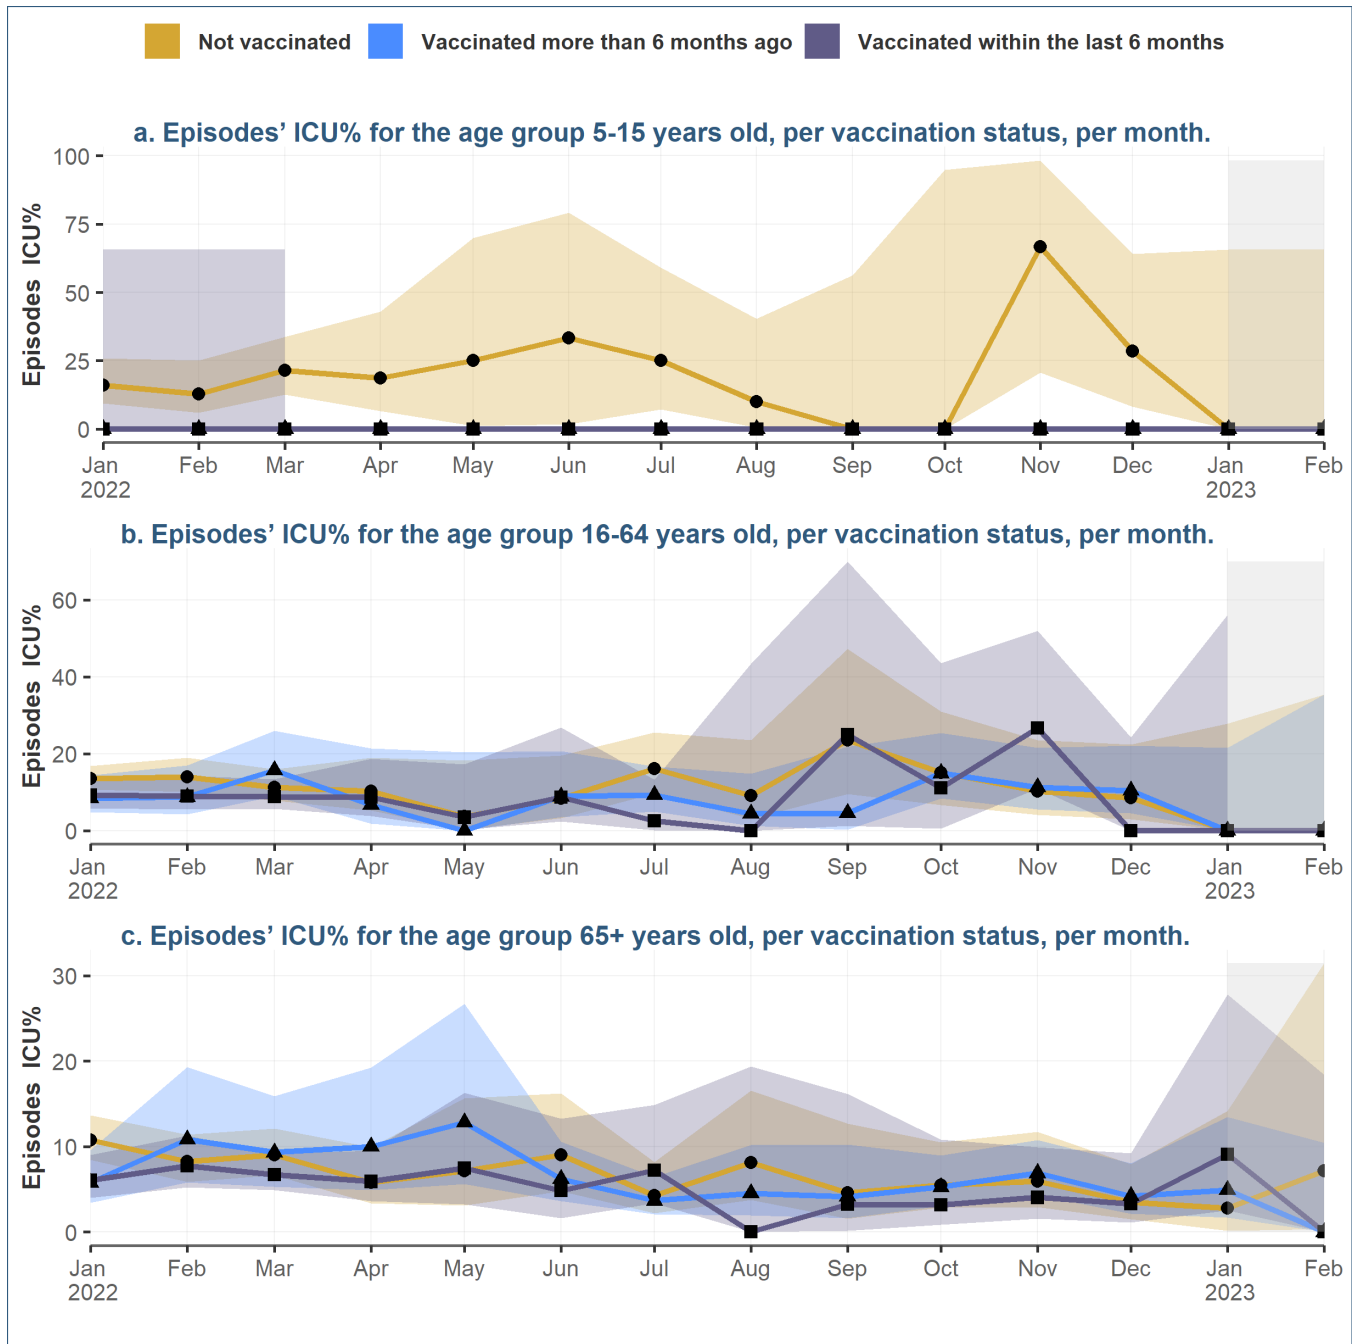 Not vaccinated Vaccinated more than 6 months ago Vaccinated within the last 6 months
a. Episodes’ ICU% for the age group 5-15 years old, per vaccination status, per month.
Episodes ICU%
100
75
50
25
0
Jan Feb Mar Apr May Jun Jul Aug Sep Oct Nov Dec Jan Feb
2022 2023
b. Episodes’ ICU% for the age group 16-64 years old, per vaccination status, per month.
Episodes ICU%
60
40
20
0
Jan Feb Mar Apr May Jun Jul Aug Sep Oct Nov Dec Jan Feb
2022 2023
c. Episodes’ ICU% for the age group 65+ years old, per vaccination status, per month.
Episodes ICU%
30
20
10
0
Jan Feb Mar Apr May Jun Jul Aug Sep Oct Nov Dec Jan Feb
2022 2023